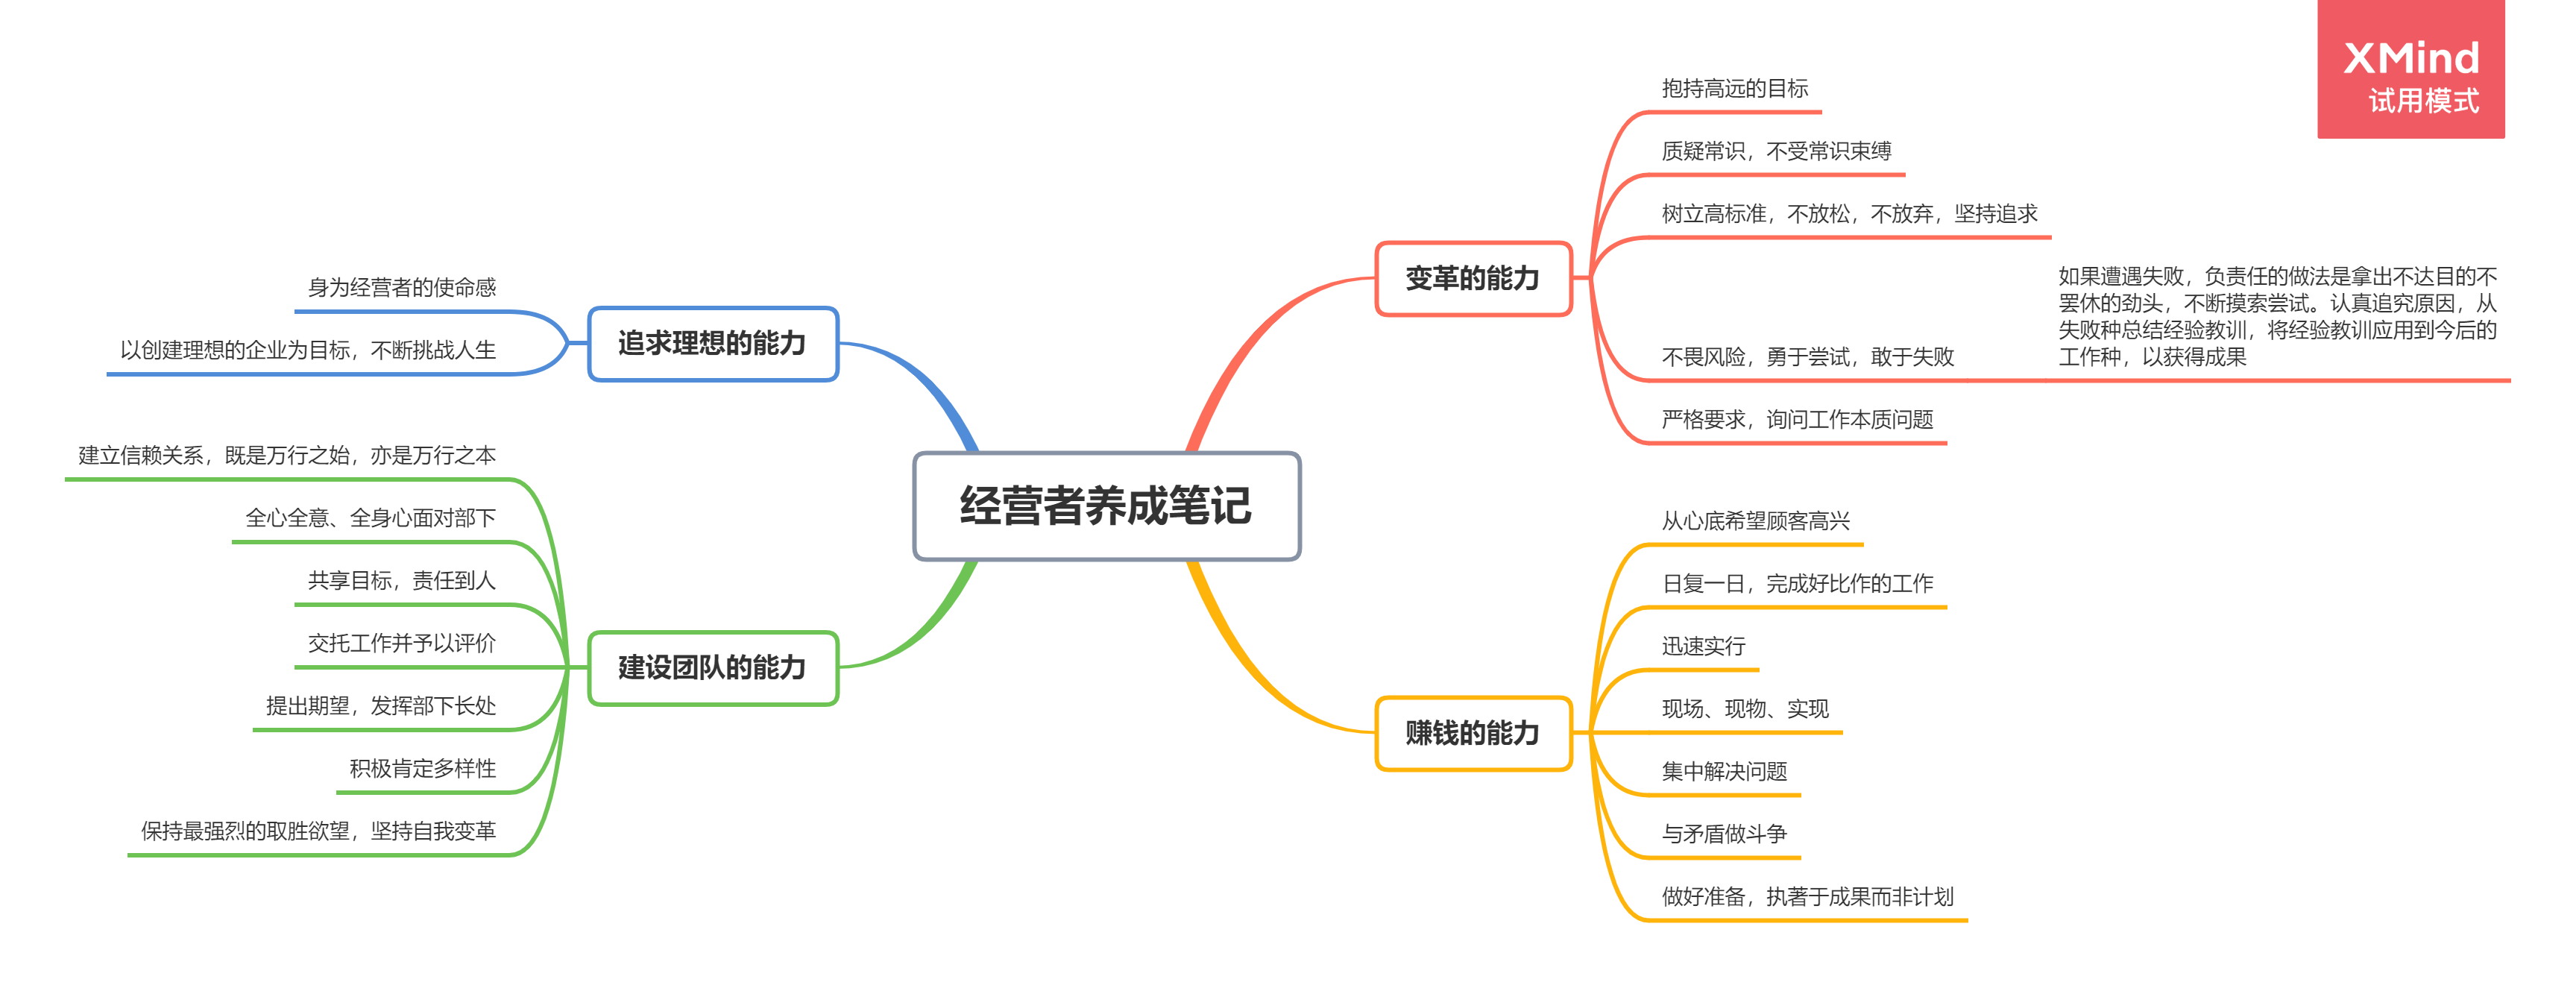 XMind
试用模式
经营者养成笔记
变革的能力
抱持高远的目标
质疑常识，不受常识束缚
树立高标准，不放松，不放弃，坚持追求
不畏风险，勇于尝试，敢于失败
如果遭遇失败，负责任的做法是拿出不达目的不
罢休的劲头，不断摸索尝试。认真追究原因，从
失败种总结经验教训，将经验教训应用到今后的
工作种，以获得成果
严格要求，询问工作本质问题
赚钱的能力
从心底希望顾客高兴
日复一日，完成好比作的工作
迅速实行
现场、现物、实现
集中解决问题
与矛盾做斗争
做好准备，执著于成果而非计划
追求理想的能力
身为经营者的使命感
以创建理想的企业为目标，不断挑战人生
建设团队的能力
建立信赖关系，既是万行之始，亦是万行之本
全心全意、全身心面对部下
共享目标，责任到人
交托工作并予以评价
提出期望，发挥部下长处
积极肯定多样性
保持最强烈的取胜欲望，坚持自我变革